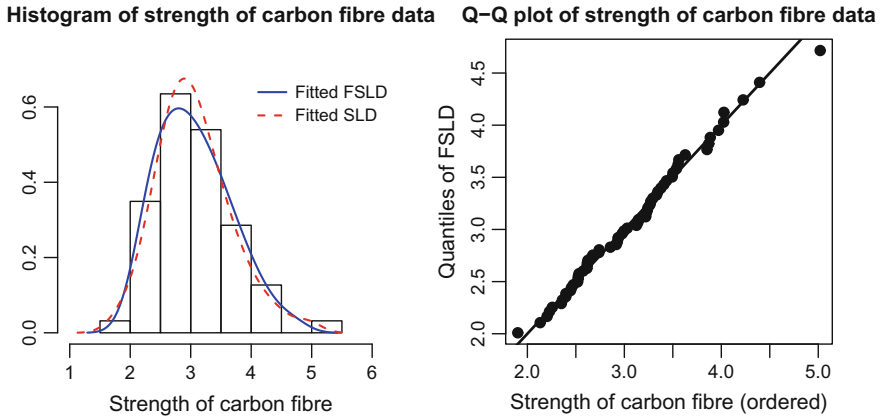 Histogram of strength of carbon fibre data
0.0
0.2
0.4
0.6
Fitted FSLD
Fitted SLD
1
2
3
4
5
6
Strength of carbon fibre
Q−Q plot of strength of carbon fibre data
Quantiles of FSLD
2.0
2.5
3.0
3.5
4.0
4.5
2.0
3.0
4.0
5.0
Strength of carbon fibre (ordered)